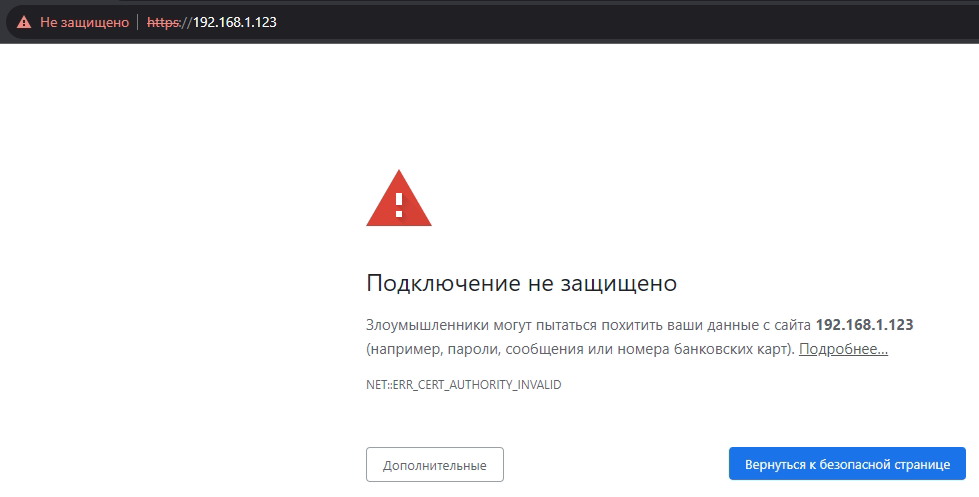 Не защищено | https://192.168.1.123
Подключение не защищено
Злоумышленники могут пытаться похитить ваши данные с сайта 192.168.1.123
(например, пароли, сообщения или номера банковских карт). Подробнее...
NET::ERR_CERT_AUTHORITY_INVALID
Дополнительные Вернуться к безопасной странице